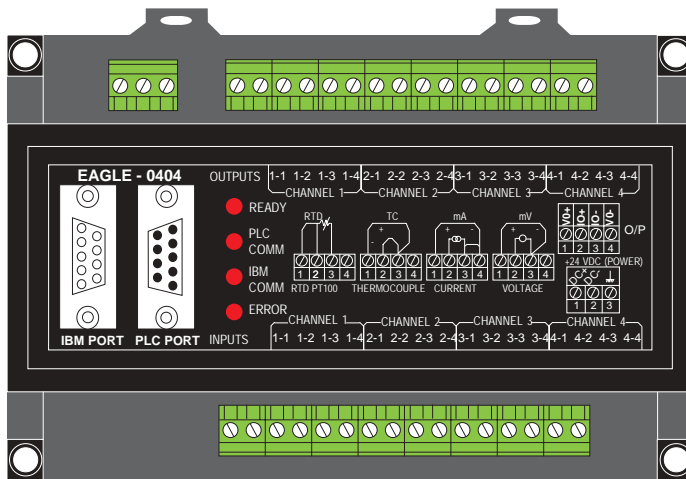 EAGLE - 0404
OUTPUTS 1-1 1-2 1-3 1-4 2-1 2-2 2-3 2-4 3-1 3-2 3-3 3-4 4-1 4-2 4-3 4-4
CHANNEL 1 CHANNEL 2 CHANNEL 3 CHANNEL 4
READY
PLC COMM
IBM COMM
ERROR
RTD
1 2 3 4
RTD PT100
TC
+ -
1 2 3 4
THERMOCOUPLE
mA
- +
1 2 3 4
CURRENT
mV
- +
1 2 3 4
VOLTAGE
V0+ IO+ IO- V0-
1 2 3 4
O/P
+24 VDC (POWER)
DC+ DC-
1 2 3
IBM PORT PLC PORT
CHANNEL 1 CHANNEL 2 CHANNEL 3 CHANNEL 4
INPUTS 1-1 1-2 1-3 1-4 2-1 2-2 2-3 2-4 3-1 3-2 3-3 3-4 4-1 4-2 4-3 4-4